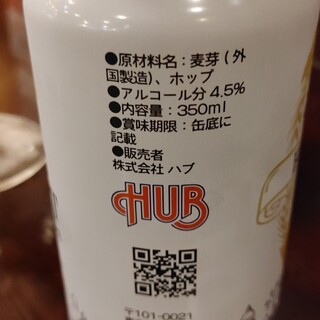 ●原材料名：麦芽（外
国製造）、ホップ
●アルコール分4.5%
●内容量：350ml
●賞味期限：缶底に
記載
●販売者
株式会社 ハブ
HUB
〒101-0021